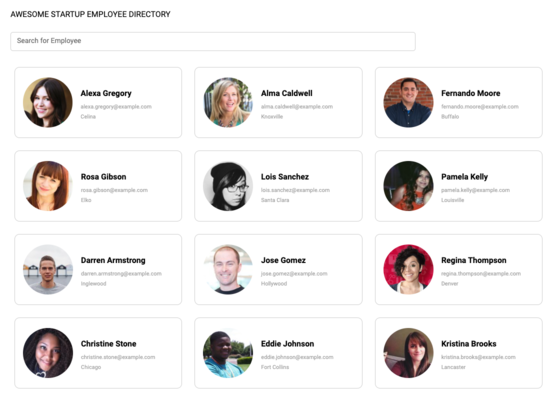 AWESOME STARTUP EMPLOYEE DIRECTORY
Search for Employee
Alexa Gregory
alexa.gregory@example.com
Celina
Alma Caldwell
alma.caldwell@example.com
Knoxville
Fernando Moore
fernando.moore@example.com
Buffalo
Rosa Gibson
rosa.gibson@example.com
Elko
Lois Sanchez
lois.sanchez@example.com
Santa Clara
Pamela Kelly
pamela.kelly@example.com
Louisville
Darren Armstrong
darren.armstrong@example.com
Inglewood
Jose Gomez
jose.gomez@example.com
Hollywood
Regina Thompson
regina.thompson@example.com
Denver
Christine Stone
christine.stone@example.com
Chicago
Eddie Johnson
eddie.johnson@example.com
Fort Collins
Kristina Brooks
kristina.brooks@example.com
Lancaster